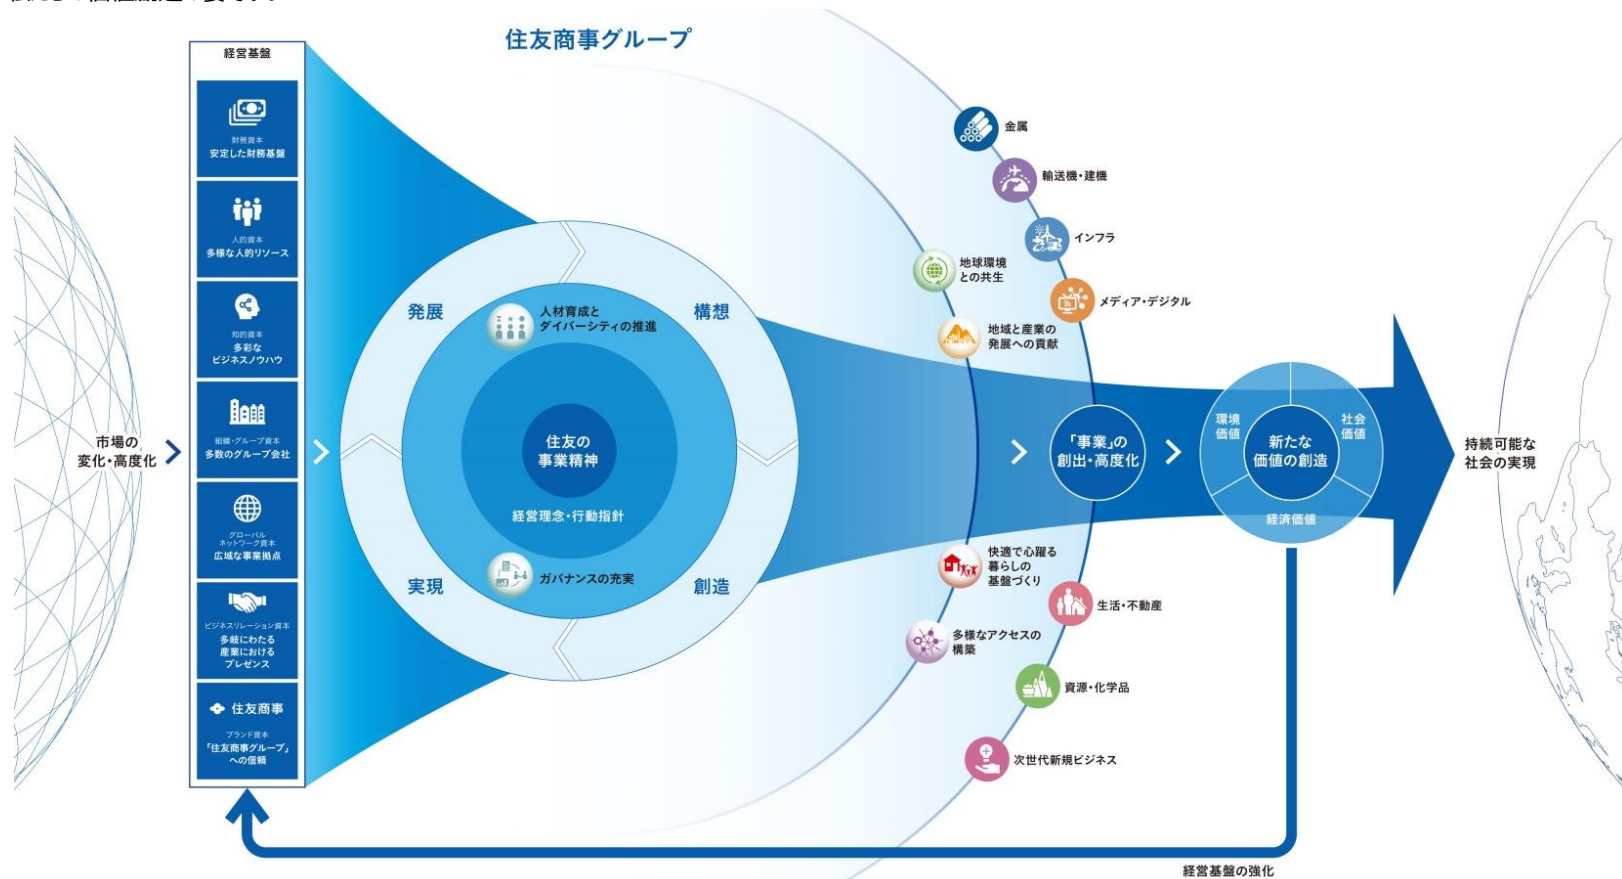 住友商事グループ
経営基盤
財務資本
安定した財務基盤
人的資本
多様な人的リソース
知的資本
多彩な
ビジネスノウハウ
組織・グループ資本
多数のグループ会社
グローバル
ネットワーク資本
広域な事業拠点
ビジネスリレーション資本
多岐にわたる
産業における
プレゼンス
住友商事
ブランド資本
「住友商事グループ」
への信頼
市場の
変化・高度化
発展
構想
実現
創造
人材育成と
ダイバーシティの推進
住友の
事業精神
経営理念・行動指針
ガバナンスの充実
地球環境
との共生
地域と産業の
発展への貢献
快適で心躍る
暮らしの
基盤づくり
多様なアクセスの
構築
金属
輸送機・建機
インフラ
メディア・デジタル
「事業」の
創出・高度化
生活・不動産
資源・化学品
次世代新規ビジネス
環境
価値
社会
価値
新たな
価値の創造
経済価値
持続可能な
社会の実現
経営基盤の強化